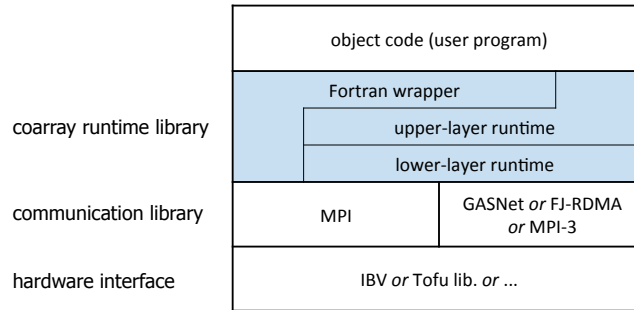 object code (user program)
Fortran wrapper
coarray runtime library
upper-layer runtime
lower-layer runtime
communication library
MPI
GASNet or FJ-RDMA
or MPI-3
hardware interface
IBV or Tofu lib. or ...